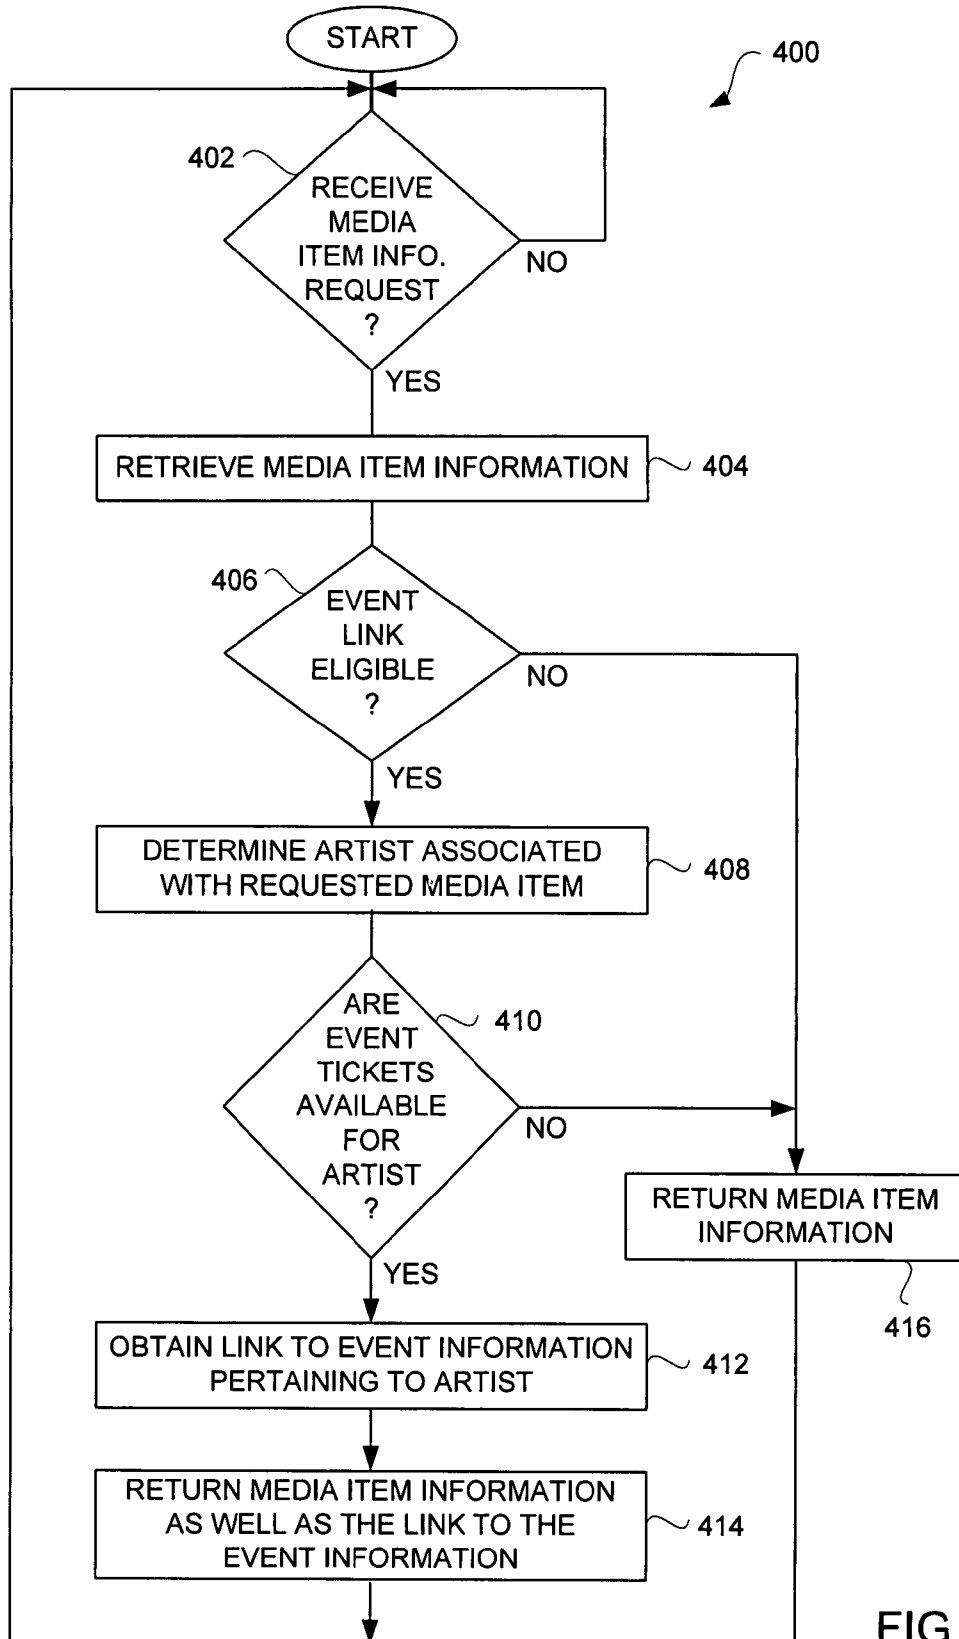 START
400
402
RECEIVE
MEDIA
ITEM INFO.
REQUEST
?
NO
YES
RETRIEVE MEDIA ITEM INFORMATION
404
406
EVENT
LINK
ELIGIBLE
?
NO
YES
DETERMINE ARTIST ASSOCIATED
WITH REQUESTED MEDIA ITEM
408
ARE
EVENT
TICKETS
AVAILABLE
FOR
ARTIST
?
410
NO
YES
RETURN MEDIA ITEM
INFORMATION
416
OBTAIN LINK TO EVENT INFORMATION
PERTAINING TO ARTIST
412
RETURN MEDIA ITEM INFORMATION
AS WELL AS THE LINK TO THE
EVENT INFORMATION
414
FIG